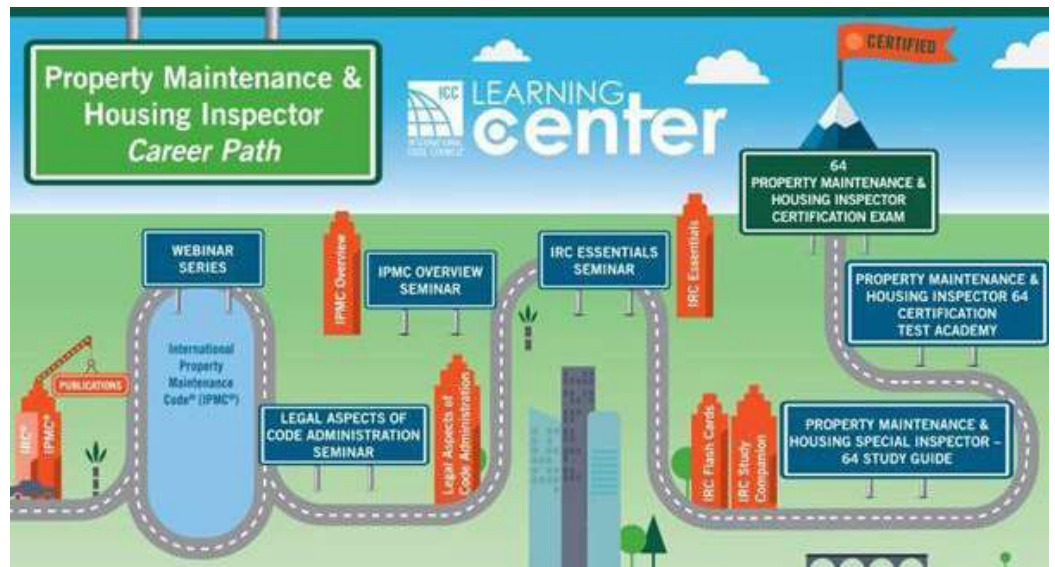 Property Maintenance &
Housing Inspector
Career Path
ICC
INTERNATIONAL
CODE COUNCIL®
LEARNING
center
CERTIFIED
64
PROPERTY MAINTENANCE &
HOUSING INSPECTOR
CERTIFICATION EXAM
WEBINAR
SERIES
IPMC Overview
IPMC OVERVIEW
SEMINAR
IRC ESSENTIALS
SEMINAR
IRC Essentials
PROPERTY MAINTENANCE &
HOUSING INSPECTOR 64
CERTIFICATION
TEST ACADEMY
International
Property
Maintenance
Code® (IPMC®)
PUBLICATIONS
IRC®
IPMC®
LEGAL ASPECTS OF
CODE ADMINISTRATION
SEMINAR
Legal Aspects of
Code Administration
IRC Flash Cards
IRC Study
Companion
PROPERTY MAINTENANCE &
HOUSING SPECIAL INSPECTOR –
64 STUDY GUIDE